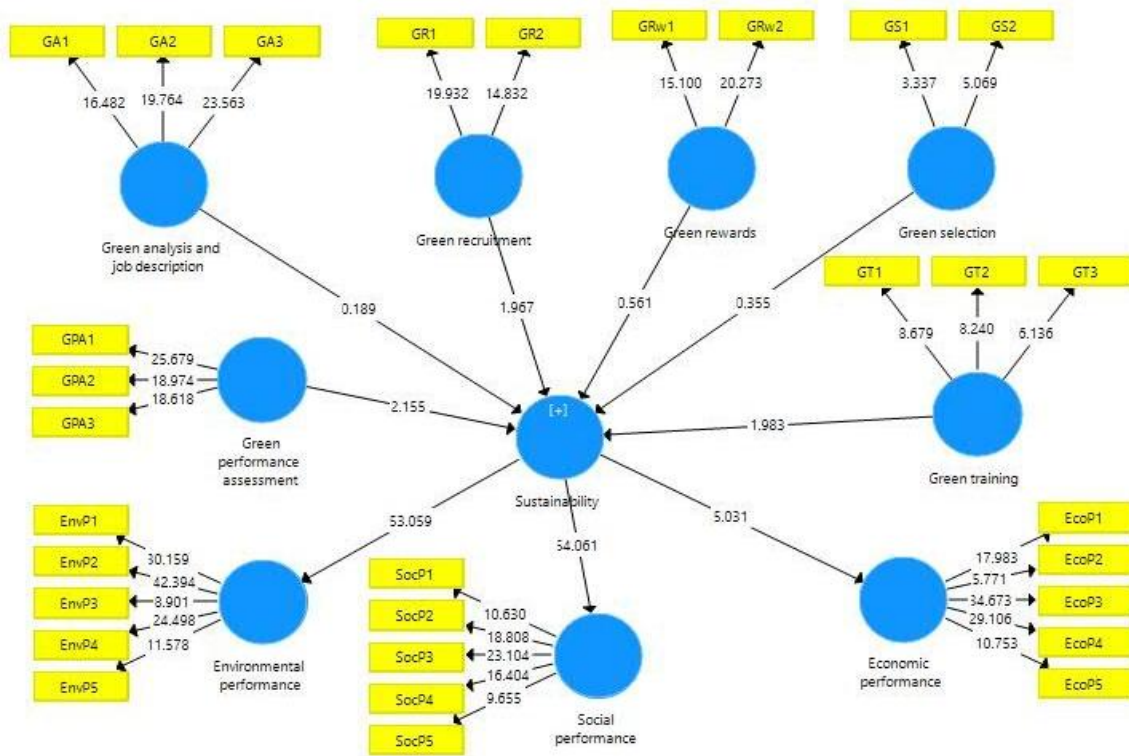 GA1
GA2
GA3
GR1
GR2
GRw1
GRw2
GS1
GS2
16.482
19.764
23.563
19.932
14.832
15.100
20.273
3.337
5.069
Green analysis and
job description
Green recruitment
Green rewards
Green selection
GT1
GT2
GT3
8.679
8.240
6.136
0.189
1.967
0.561
0.355
GPA1
GPA2
GPA3
25.679
18.974
18.618
Green
performance
assessment
2.155
[+]
Sustainability
1.983
Green training
53.059
54.061
5.031
EnvP1
EnvP2
EnvP3
EnvP4
EnvP5
30.159
42.394
8.901
24.498
11.578
Environmental
performance
SocP1
SocP2
SocP3
SocP4
SocP5
10.630
18.808
23.104
16.404
9.655
Social
performance
EcoP1
EcoP2
EcoP3
EcoP4
EcoP5
17.983
5.771
34.673
29.106
10.753
Economic
performance